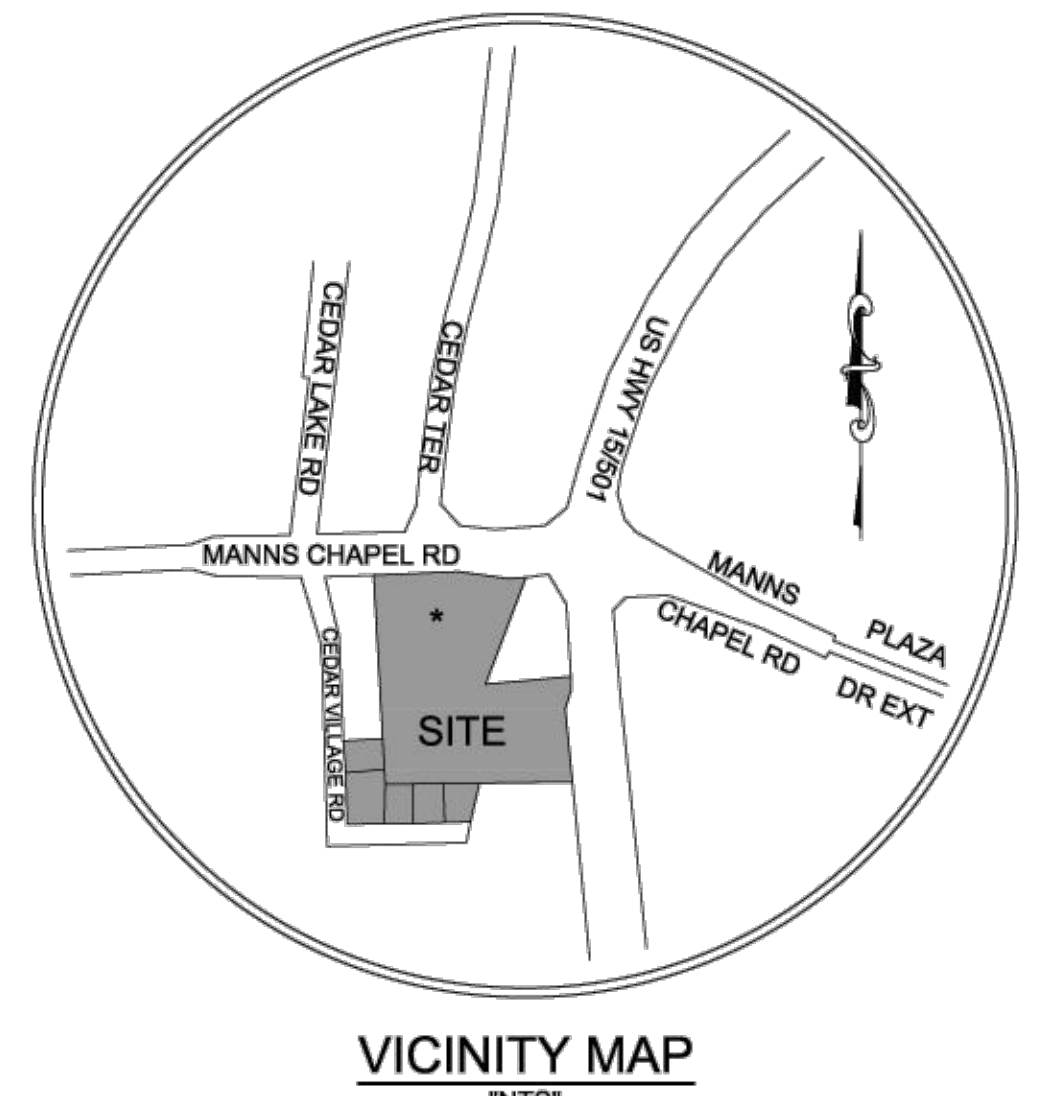 CEDAR LAKE RD
CEDAR TER
US HWY 15/501
MANNS CHAPEL RD
MANNS
CHAPEL RD
PLAZA
DR EXT
*
CEDAR VILLAGE RD
SITE
VICINITY MAP
"NTS"